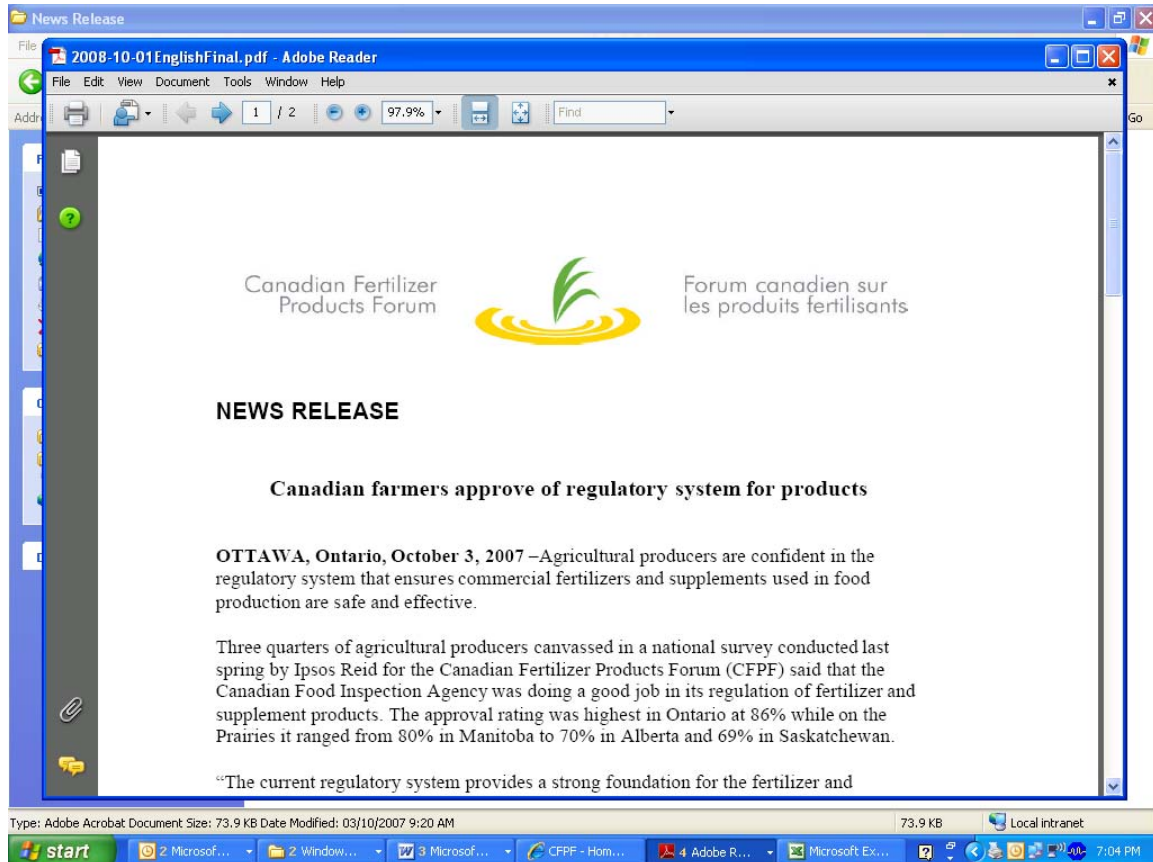 News Release
File
2008-10-01EnglishFinal.pdf - Adobe Reader
File Edit View Document Tools Window Help
1 / 2 97.9% Find
Go
Canadian Fertilizer
Products Forum
Forum canadien sur
les produits fertilisants
NEWS RELEASE
Canadian farmers approve of regulatory system for products
OTTAWA, Ontario, October 3, 2007 –Agricultural producers are confident in the
regulatory system that ensures commercial fertilizers and supplements used in food
production are safe and effective.
Three quarters of agricultural producers canvassed in a national survey conducted last
spring by Ipsos Reid for the Canadian Fertilizer Products Forum (CFPF) said that the
Canadian Food Inspection Agency was doing a good job in its regulation of fertilizer and
supplement products. The approval rating was highest in Ontario at 86% while on the
Prairies it ranged from 80% in Manitoba to 70% in Alberta and 69% in Saskatchewan.
“The current regulatory system provides a strong foundation for the fertilizer and
Type: Adobe Acrobat Document Size: 73.9 KB Date Modified: 03/10/2007 9:20 AM 73.9 KB Local intranet
start 2 Microsof... 2 Window... 3 Microsof... CFPF - Hom... 4 Adobe R... Microsoft Ex... 7:04 PM